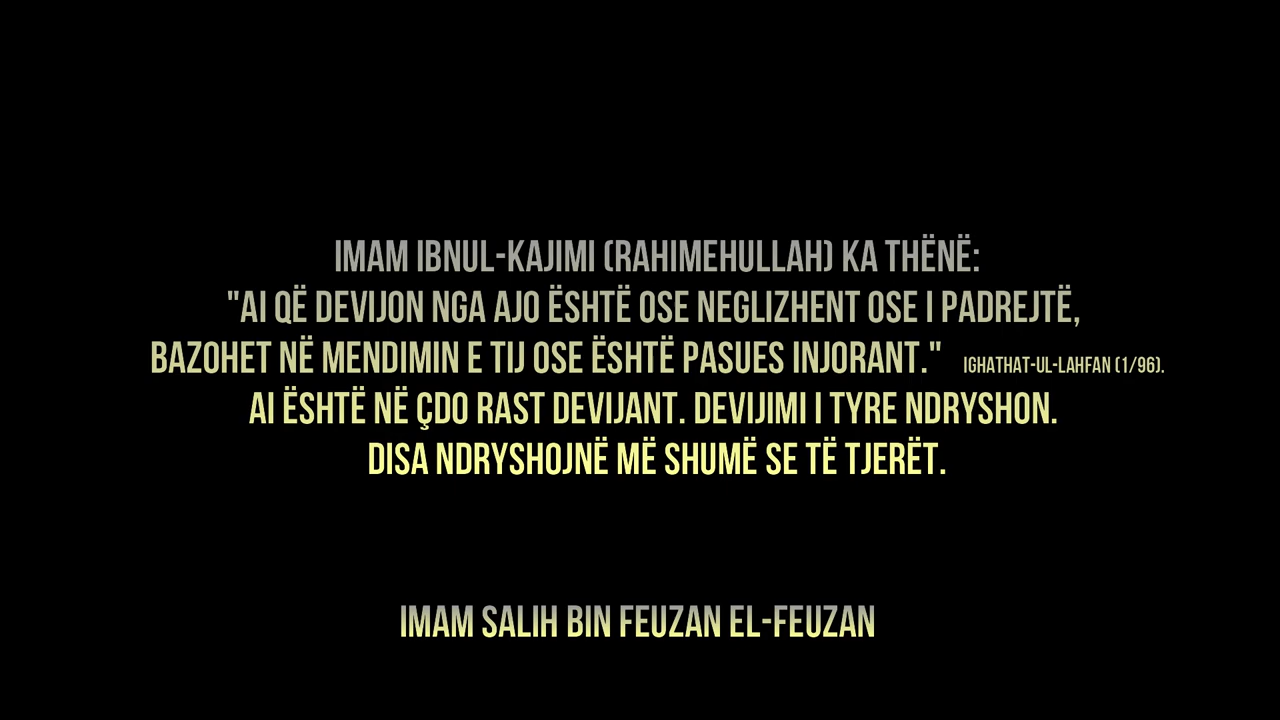 IMAM IBNUL-KAJIMI (RAHIMEHULLAH) KA THËNË:
"AI QË DEVIJON NGA AJO ËSHTË OSE NEGLIZHENT OSE I PADREJTË,
BAZOHET NË MENDIMIN E TIJ OSE ËSHTË PASUES INJORANT." IGHATHAT-UL-LAHFAN (1/96).
AI ËSHTË NË ÇDO RAST DEVIJANT. DEVIJIMI I TYRE NDRYSHON.
DISA NDRYSHOJNË MË SHUMË SE TË TJERËT.
IMAM SALIH BIN FEUZAN EL-FEUZAN